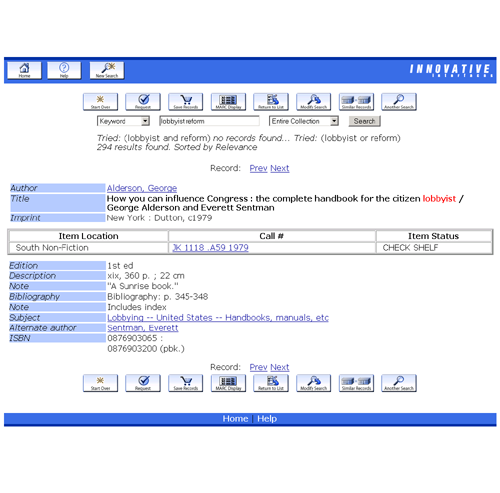 Home Help New Search
INNOVATIVE
interfaces
Start Over Request Save Records MARC Display Return to List Modify Search Similar Records Another Search
Keyword lobbyist reform Entire Collection Search
Tried: (lobbyist and reform) no records found... Tried: (lobbyist or reform)
294 results found. Sorted by Relevance
Record: Prev Next
Author Alderson, George
Title How you can influence Congress : the complete handbook for the citizen lobbyist /
George Alderson and Everett Sentman
Imprint New York : Dutton, c1979
Item Location Call # Item Status
South Non-Fiction JK 1118 .A59 1979 CHECK SHELF
Edition 1st ed
Description xix, 360 p. ; 22 cm
Note "A Sunrise book."
Bibliography Bibliography: p. 345-348
Note Includes index
Subject Lobbying -- United States -- Handbooks, manuals, etc
Alternate author Sentman, Everett
ISBN 0876903065 :
0876903200 (pbk.)
Record: Prev Next
Start Over Request Save Records MARC Display Return to List Modify Search Similar Records Another Search
Home | Help